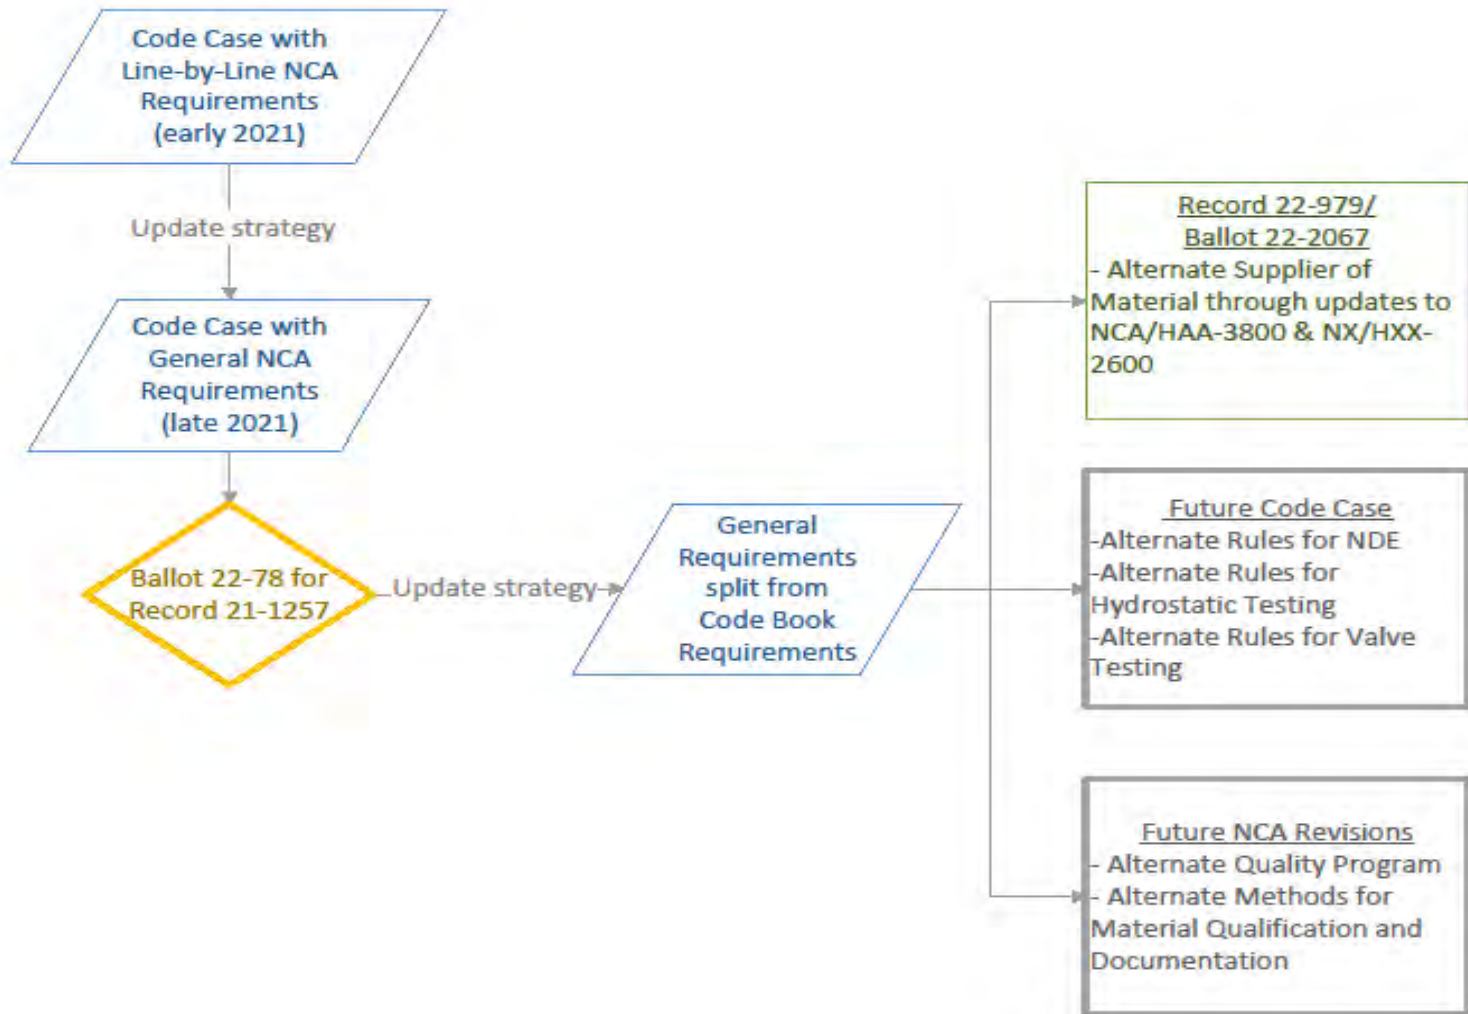 Code Case with
Line-by-Line NCA
Requirements
(early 2021)
Update strategy
Code Case with
General NCA
Requirements
(late 2021)
Ballot 22-78 for
Record 21-1257
Update strategy
General
Requirements
split from
Code Book
Requirements
Record 22-979/
Ballot 22-2067
- Alternate Supplier of
Material through updates to
NCA/HAA-3800 & NX/HXX-
2600
Future Code Case
-Alternate Rules for NDE
-Alternate Rules for
Hydrostatic Testing
-Alternate Rules for Valve
Testing
Future NCA Revisions
- Alternate Quality Program
- Alternate Methods for
Material Qualification and
Documentation